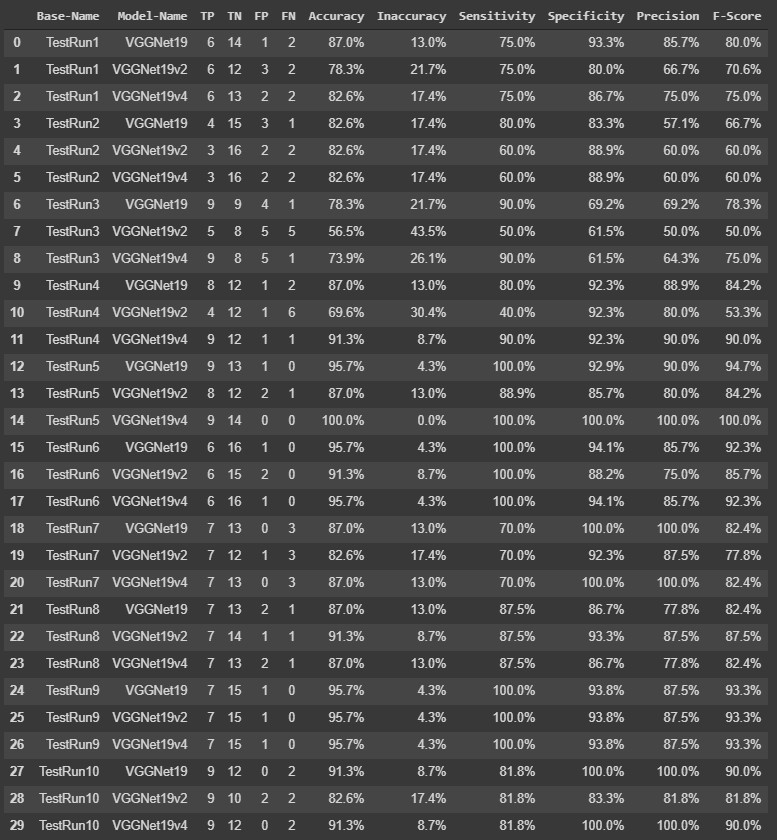 Base-Name Model-Name TP TN FP FN Accuracy Inaccuracy Sensitivity Specificity Precision F-Score
0 TestRun1 VGGNet19 6 14 1 2 87.0% 13.0% 75.0% 93.3% 85.7% 80.0%
1 TestRun1 VGGNet19v2 6 12 3 2 78.3% 21.7% 75.0% 80.0% 66.7% 70.6%
2 TestRun1 VGGNet19v4 6 13 2 2 82.6% 17.4% 75.0% 86.7% 75.0% 75.0%
3 TestRun2 VGGNet19 4 15 3 1 82.6% 17.4% 80.0% 83.3% 57.1% 66.7%
4 TestRun2 VGGNet19v2 3 16 2 2 82.6% 17.4% 60.0% 88.9% 60.0% 60.0%
5 TestRun2 VGGNet19v4 3 16 2 2 82.6% 17.4% 60.0% 88.9% 60.0% 60.0%
6 TestRun3 VGGNet19 9 9 4 1 78.3% 21.7% 90.0% 69.2% 69.2% 78.3%
7 TestRun3 VGGNet19v2 5 8 5 5 56.5% 43.5% 50.0% 61.5% 50.0% 50.0%
8 TestRun3 VGGNet19v4 9 8 5 1 73.9% 26.1% 90.0% 61.5% 64.3% 75.0%
9 TestRun4 VGGNet19 8 12 1 2 87.0% 13.0% 80.0% 92.3% 88.9% 84.2%
10 TestRun4 VGGNet19v2 4 12 1 6 69.6% 30.4% 40.0% 92.3% 80.0% 53.3%
11 TestRun4 VGGNet19v4 9 12 1 1 91.3% 8.7% 90.0% 92.3% 90.0% 90.0%
12 TestRun5 VGGNet19 9 13 1 0 95.7% 4.3% 100.0% 92.9% 90.0% 94.7%
13 TestRun5 VGGNet19v2 8 12 2 1 87.0% 13.0% 88.9% 85.7% 80.0% 84.2%
14 TestRun5 VGGNet19v4 9 14 0 0 100.0% 0.0% 100.0% 100.0% 100.0% 100.0%
15 TestRun6 VGGNet19 6 16 1 0 95.7% 4.3% 100.0% 94.1% 85.7% 92.3%
16 TestRun6 VGGNet19v2 6 15 2 0 91.3% 8.7% 100.0% 88.2% 75.0% 85.7%
17 TestRun6 VGGNet19v4 6 16 1 0 95.7% 4.3% 100.0% 94.1% 85.7% 92.3%
18 TestRun7 VGGNet19 7 13 0 3 87.0% 13.0% 70.0% 100.0% 100.0% 82.4%
19 TestRun7 VGGNet19v2 7 12 1 3 82.6% 17.4% 70.0% 92.3% 87.5% 77.8%
20 TestRun7 VGGNet19v4 7 13 0 3 87.0% 13.0% 70.0% 100.0% 100.0% 82.4%
21 TestRun8 VGGNet19 7 13 2 1 87.0% 13.0% 87.5% 86.7% 77.8% 82.4%
22 TestRun8 VGGNet19v2 7 14 1 1 91.3% 8.7% 87.5% 93.3% 87.5% 87.5%
23 TestRun8 VGGNet19v4 7 13 2 1 87.0% 13.0% 87.5% 86.7% 77.8% 82.4%
24 TestRun9 VGGNet19 7 15 1 0 95.7% 4.3% 100.0% 93.8% 87.5% 93.3%
25 TestRun9 VGGNet19v2 7 15 1 0 95.7% 4.3% 100.0% 93.8% 87.5% 93.3%
26 TestRun9 VGGNet19v4 7 15 1 0 95.7% 4.3% 100.0% 93.8% 87.5% 93.3%
27 TestRun10 VGGNet19 9 12 0 2 91.3% 8.7% 81.8% 100.0% 100.0% 90.0%
28 TestRun10 VGGNet19v2 9 10 2 2 82.6% 17.4% 81.8% 83.3% 81.8% 81.8%
29 TestRun10 VGGNet19v4 9 12 0 2 91.3% 8.7% 81.8% 100.0% 100.0% 90.0%